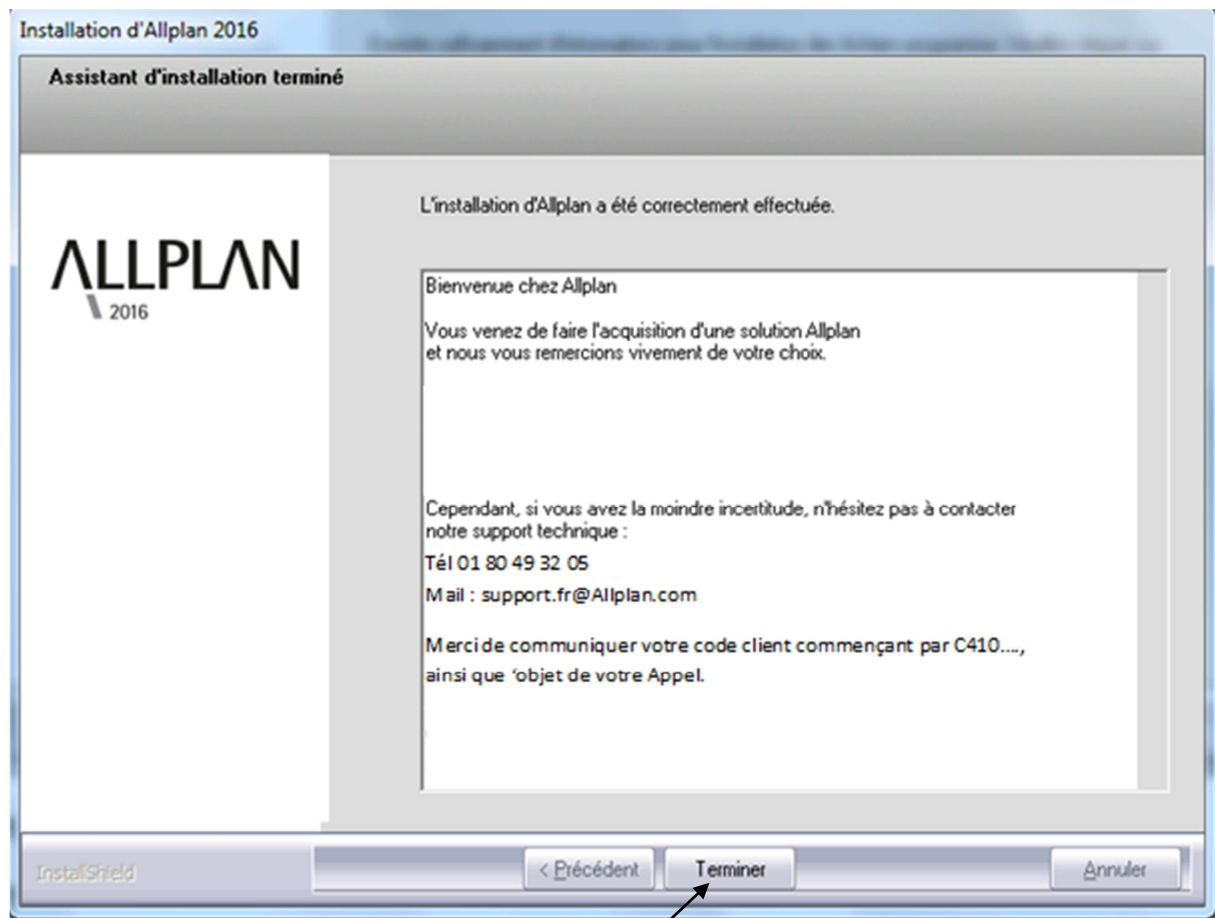 Installation d'Allplan 2016
Assistant d'installation terminé
ALLPLAN
2016
L'installation d'Allplan a été correctement effectuée.
Bienvenue chez Allplan
Vous venez de faire l'acquisition d'une solution Allplan
et nous vous remercions vivement de votre choix.
Cependant, si vous avez la moindre incertitude, n'hésitez pas à contacter
notre support technique :
Tél 01 80 49 32 05
Mail : support.fr@Allplan.com
Merci de communiquer votre code client commençant par C410....,
ainsi que ‘objet de votre Appel.
InstallShield
< Précédent
Terminer
Annuler